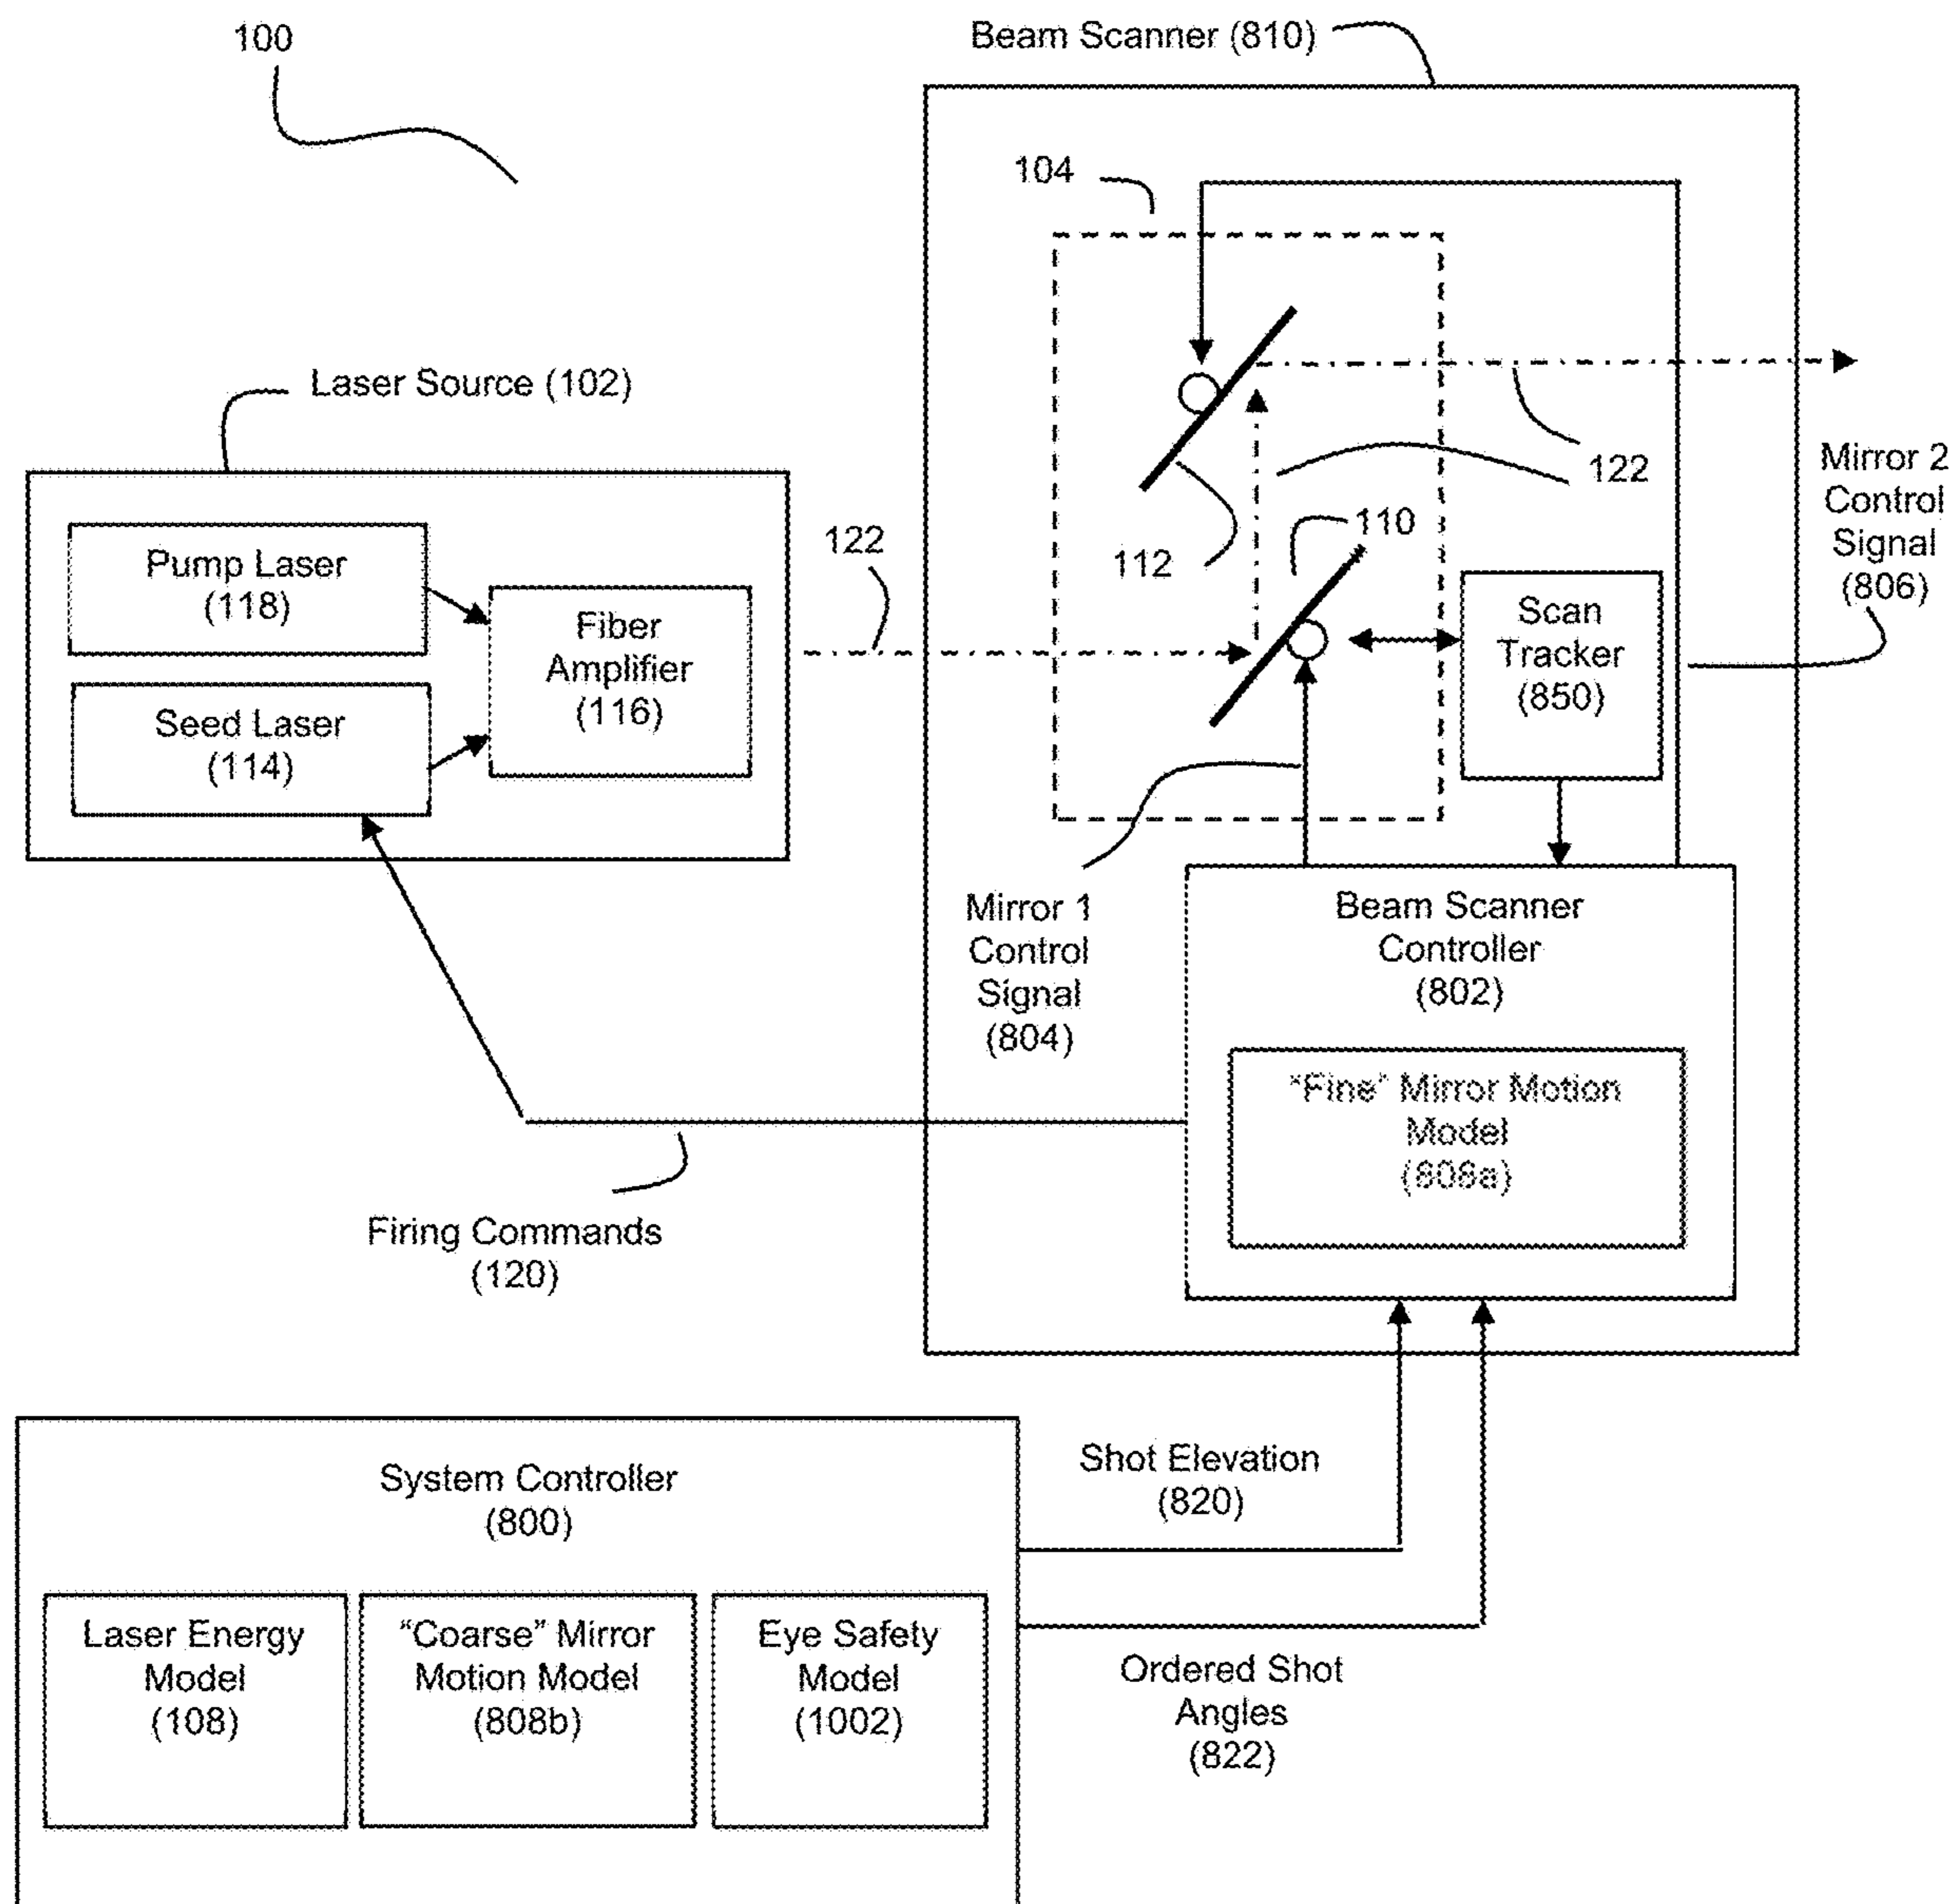 100
Beam Scanner (810)
104
Laser Source (102)
Pump Laser
(118)
Seed Laser
(114)
Fiber
Amplifier
(116)
122
112
110
122
Mirror 2
Control
Signal
(806)
Scan
Tracker
(850)
Mirror 1
Control
Signal
(804)
Beam Scanner
Controller
(802)
"Fine" Mirror Motion
Model
(808a)
Firing Commands
(120)
System Controller
(800)
Laser Energy
Model
(108)
“Coarse” Mirror
Motion Model
(808b)
Eye Safety
Model
(1002)
Shot Elevation
(820)
Ordered Shot
Angles
(822)